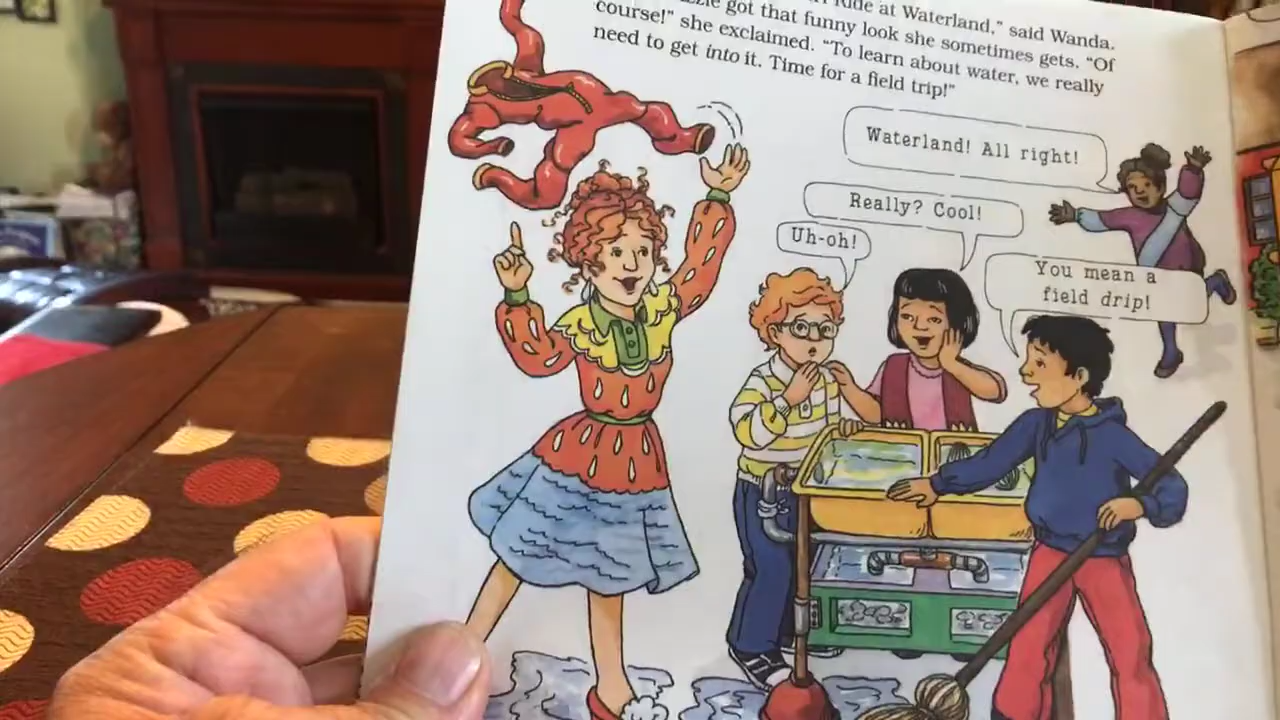 at Waterland," said Wanda.
got that funny look she sometimes gets. "Of
course!" she exclaimed. "To learn about water, we really
need to get into it. Time for a field trip!"
Waterland! All right!
Really? Cool!
Uh-oh!
You mean a
field drip!